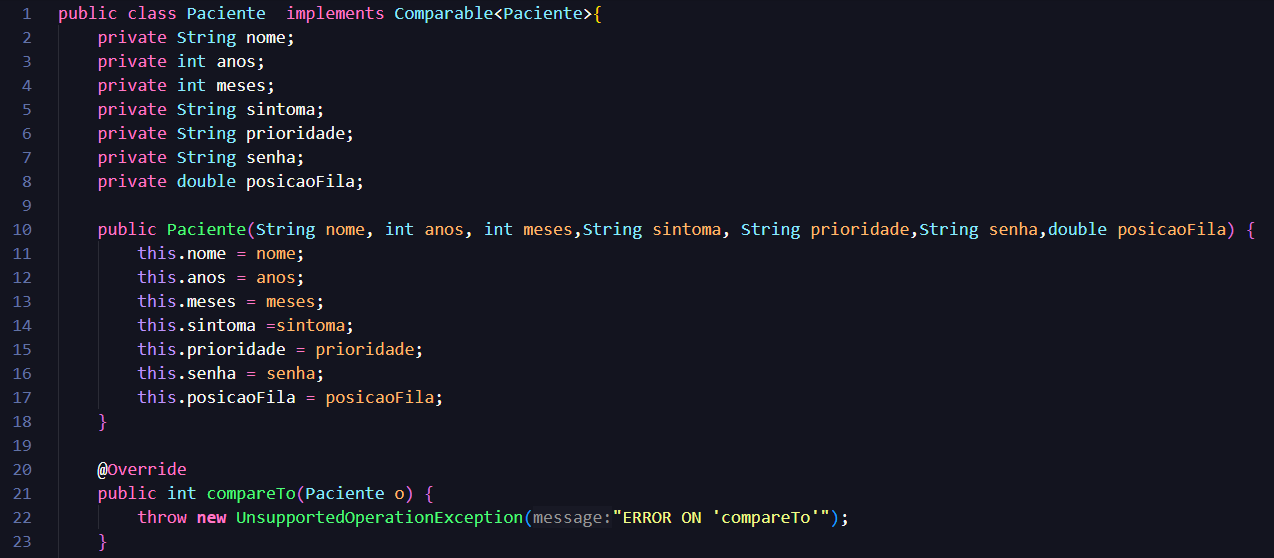 1 public class Paciente  implements Comparable<Paciente>{
2     private String nome;
3     private int anos;
4     private int meses;
5     private String sintoma;
6     private String prioridade;
7     private String senha;
8     private double posicaoFila;
9
10     public Paciente(String nome, int anos, int meses,String sintoma, String prioridade,String senha,double posicaoFila) {
11         this.nome = nome;
12         this.anos = anos;
13         this.meses = meses;
14         this.sintoma =sintoma;
15         this.prioridade = prioridade;
16         this.senha = senha;
17         this.posicaoFila = posicaoFila;
18     }
19
20     @Override
21     public int compareTo(Paciente o) {
22         throw new UnsupportedOperationException(message:"ERROR ON 'compareTo'");
23     }